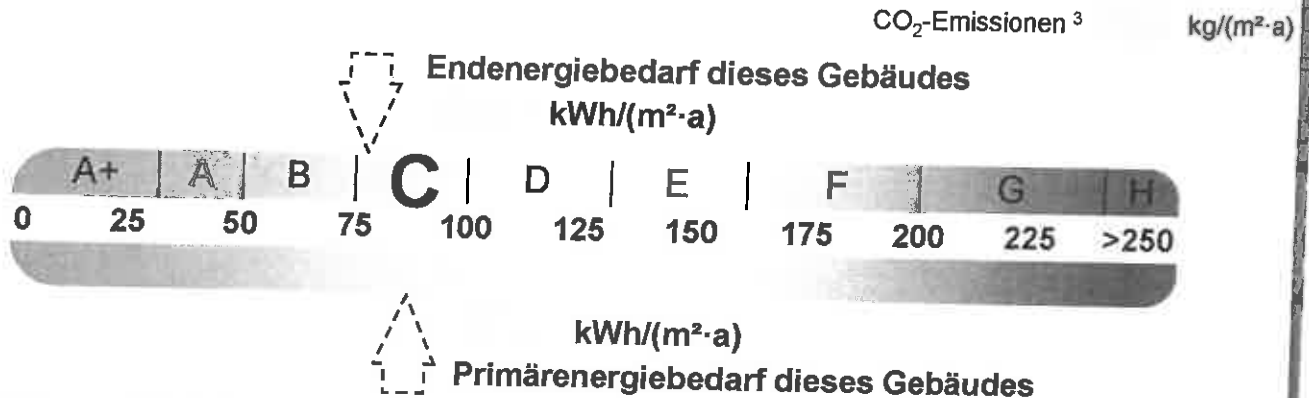 CO₂-Emissionen ³ kg/(m²·a)
Endenergiebedarf dieses Gebäudes
kWh/(m²·a)
A+ A B C D E F G H
0 25 50 75 100 125 150 175 200 225 >250
kWh/(m²·a)
Primärenergiebedarf dieses Gebäudes